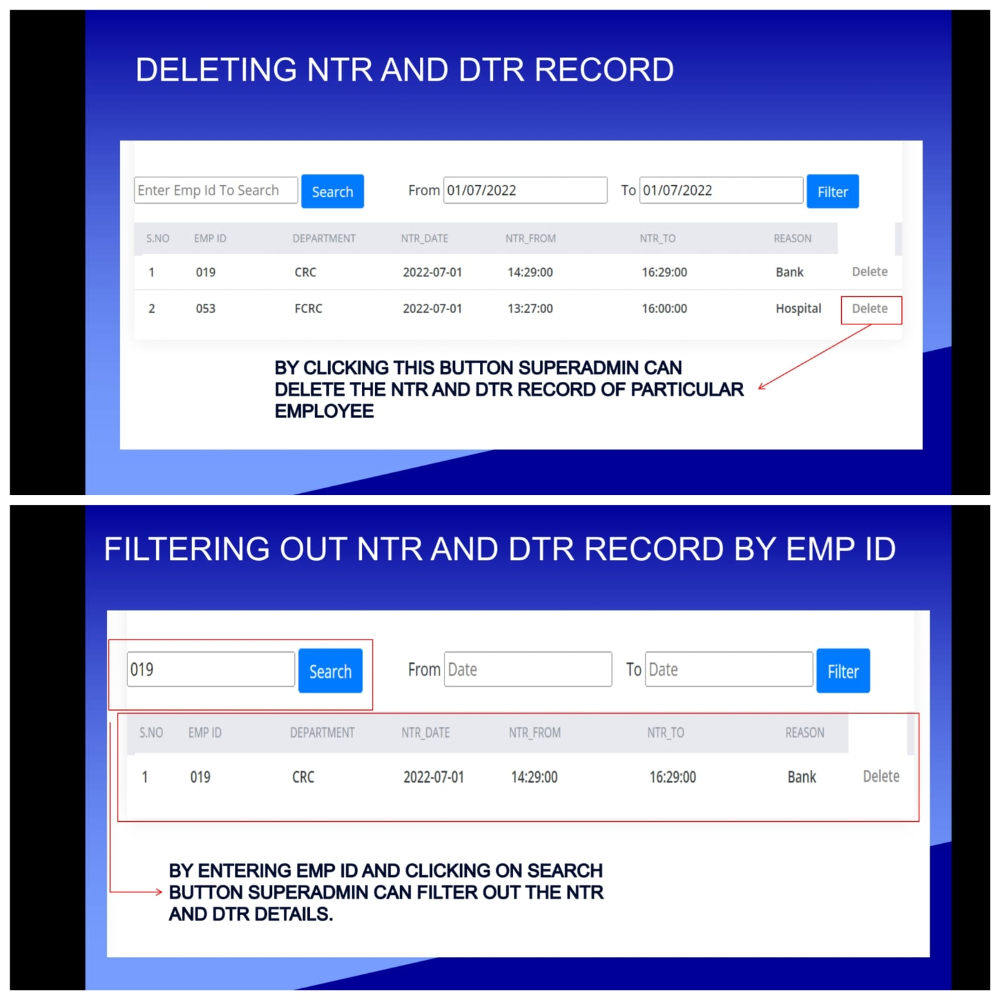 DELETING NTR AND DTR RECORD
Enter Emp Id To Search Search From 01/07/2022 To 01/07/2022 Filter
S.NO EMP ID DEPARTMENT NTR_DATE NTR_FROM NTR_TO REASON
1 019 CRC 2022-07-01 14:29:00 16:29:00 Bank Delete
2 053 FCRC 2022-07-01 13:27:00 16:00:00 Hospital Delete
BY CLICKING THIS BUTTON SUPERADMIN CAN
DELETE THE NTR AND DTR RECORD OF PARTICULAR
EMPLOYEE
FILTERING OUT NTR AND DTR RECORD BY EMP ID
019 Search From Date To Date Filter
S.NO EMP ID DEPARTMENT NTR_DATE NTR_FROM NTR_TO REASON
1 019 CRC 2022-07-01 14:29:00 16:29:00 Bank Delete
BY ENTERING EMP ID AND CLICKING ON SEARCH
BUTTON SUPERADMIN CAN FILTER OUT THE NTR
AND DTR DETAILS.